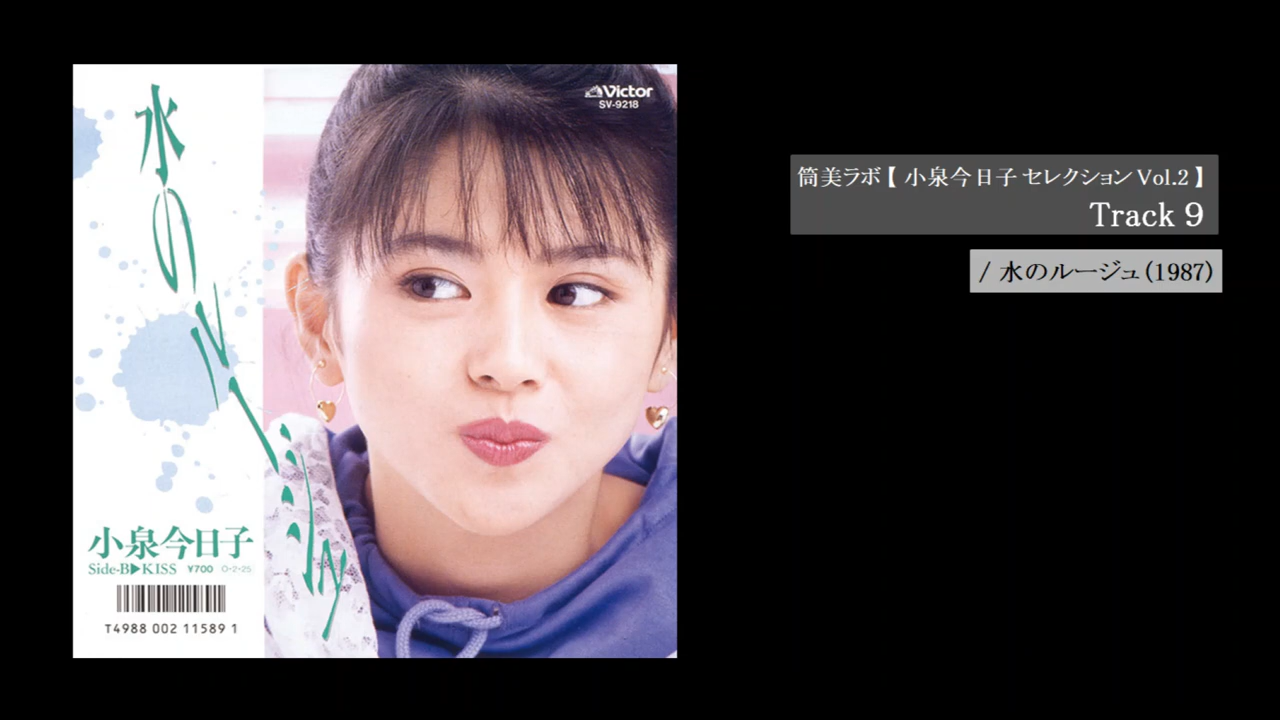 水のルージュ
Victor
SV-9218
小泉今日子
Side-B▶KISS ¥700 O-2-25
T4988 002 11589 1
筒美ラボ【 小泉今日子 セレクション Vol.2 】
Track 9
/ 水のルージュ(1987)